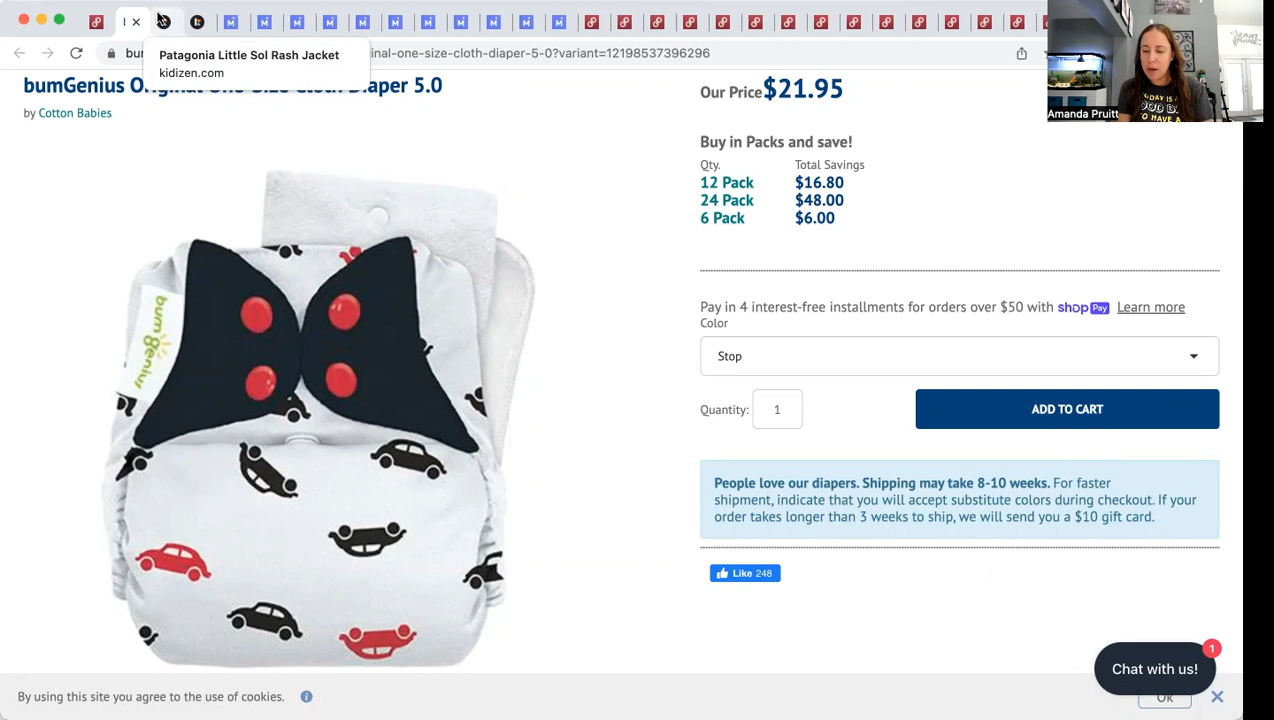 Patagonia Little Sol Rash Jacket
kidizen.com
inal-one-size-cloth-diaper-5-0?variant=12198537396296
Amanda Pruitt
bumGenius Original One-Size Cloth Diaper 5.0
by Cotton Babies
bumgenius
Our Price $21.95
Buy in Packs and save!
Qty. Total Savings
12 Pack $16.80
24 Pack $48.00
6 Pack $6.00
Pay in 4 interest-free installments for orders over $50 with shop Pay Learn more
Color
Stop
Quantity: 1 ADD TO CART
People love our diapers. Shipping may take 8-10 weeks. For faster
shipment, indicate that you will accept substitute colors during checkout. If your
order takes longer than 3 weeks to ship, we will send you a $10 gift card.
Like 248
1
Chat with us!
By using this site you agree to the use of cookies.
Ok